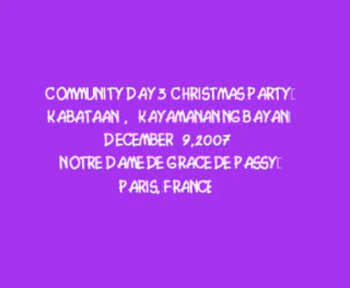 COMMUNITY DAY 3 CHRISTMAS PARTY
KABATAAN , KAYAMANAN NG BAYAN
DECEMBER 9,2007
NOTRE DAME DE GRACE DE PASSY
PARIS, FRANCE